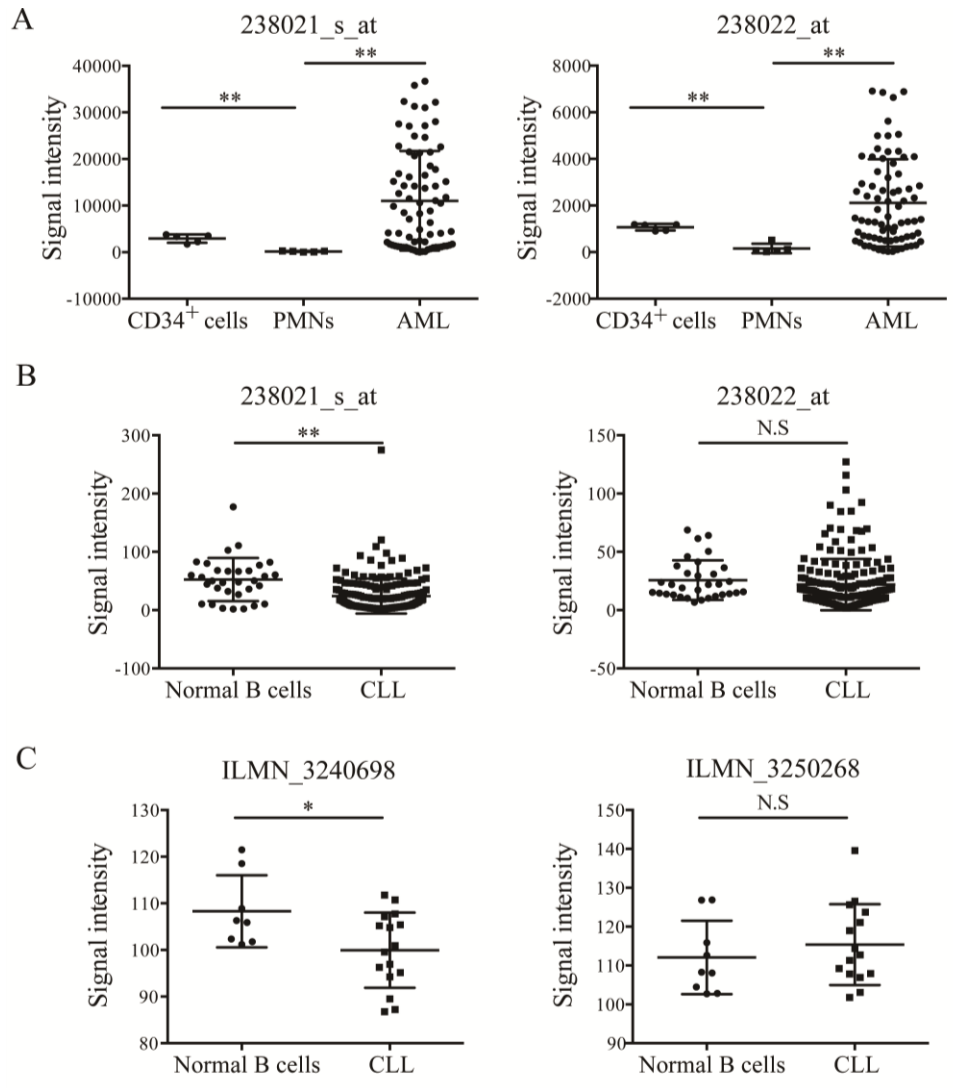 A
238021_s_at
238022_at
Signal intensity
40000
30000
20000
10000
0
-10000
**
**
CD34+ cells
PMNs
AML
Signal intensity
8000
6000
4000
2000
0
-2000
**
**
CD34+ cells
PMNs
AML
B
238021_s_at
238022_at
Signal intensity
300
200
100
0
-100
**
Normal B cells
CLL
Signal intensity
150
100
50
0
-50
N.S
Normal B cells
CLL
C
ILMN_3240698
ILMN_3250268
Signal intensity
130
120
110
100
90
80
*
Normal B cells
CLL
Signal intensity
150
140
130
120
110
100
90
N.S
Normal B cells
CLL